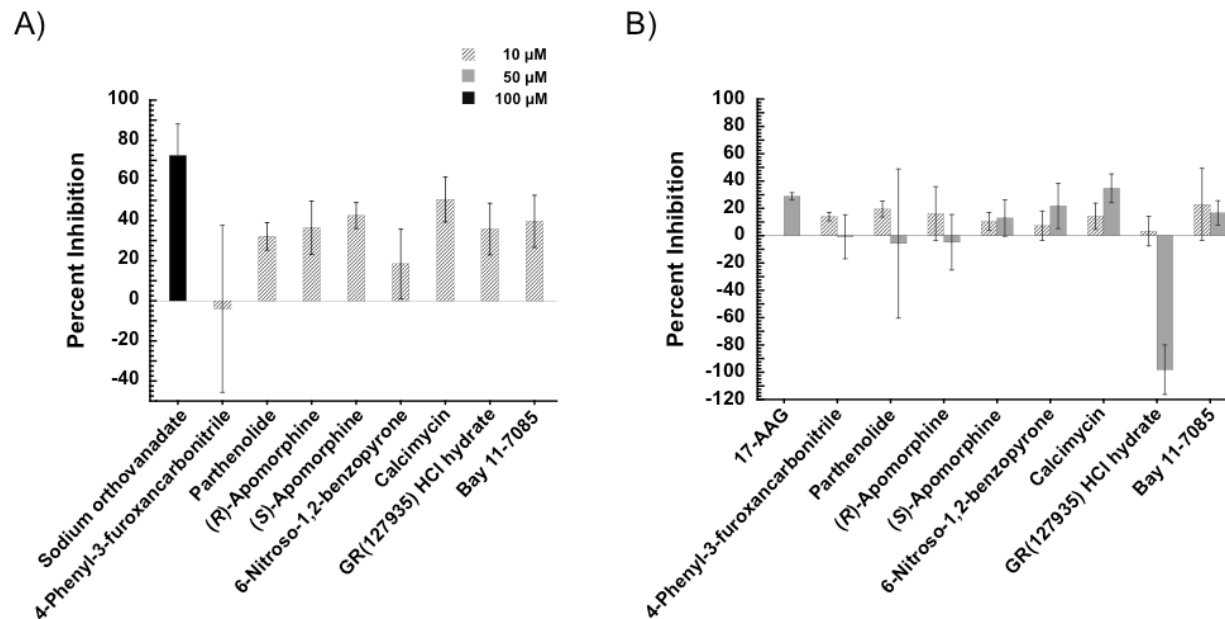 A)
B)
10 µM
50 µM
100 µM
Percent Inhibition
100
80
60
40
20
0
-20
-40
Sodium orthovanadate
4-Phenyl-3-furoxancarbonitrile
Parthenolide
(R)-Apomorphine
(S)-Apomorphine
6-Nitroso-1,2-benzopyrone
Calcimycin
GR(127935) HCl hydrate
Bay 11-7085
Percent Inhibition
100
80
60
40
20
0
-20
-40
-60
-80
-100
-120
17-AAG
4-Phenyl-3-furoxancarbonitrile
Parthenolide
(R)-Apomorphine
(S)-Apomorphine
6-Nitroso-1,2-benzopyrone
Calcimycin
GR(127935) HCl hydrate
Bay 11-7085